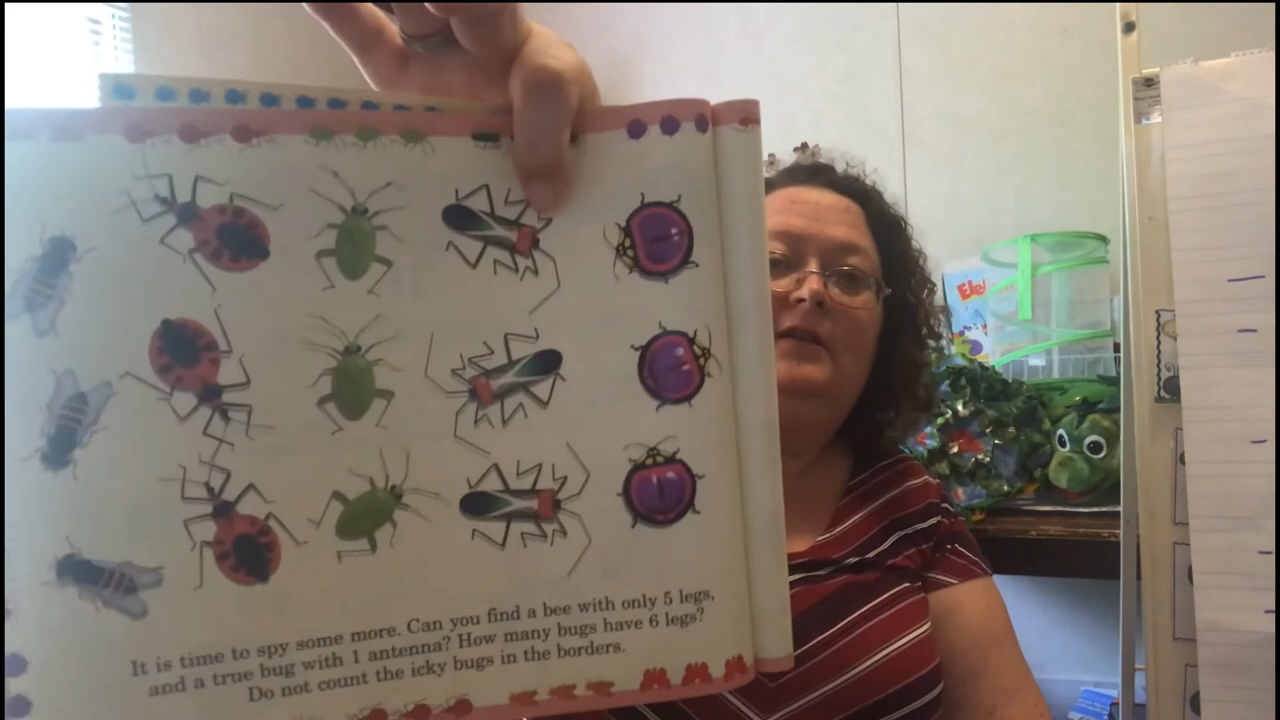 It is time to spy some more. Can you find a bee with only 5 legs,
and a true bug with 1 antenna? How many bugs have 6 legs?
Do not count the icky bugs in the borders.